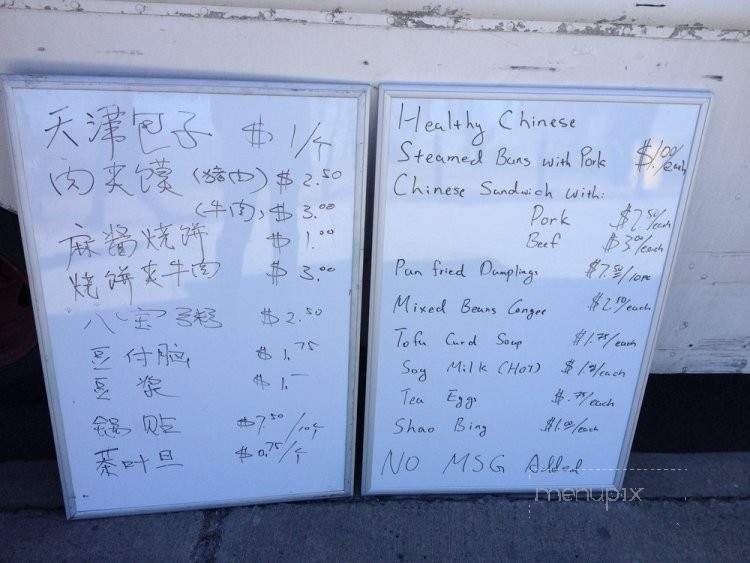 天津包子 $ 1/个
肉夹馍 (猪肉) $ 2.50
(牛肉) $ 3.00
麻酱烧饼 $ 1.00
烧饼夹牛肉 $ 3.00
八宝粥 $ 2.50
豆付脑 $ 1.75
豆浆 $ 1.—
锅贴 $ 7.50/10个
茶叶旦 $ 0.75/个
Healthy Chinese
Steamed Buns with Pork $1.00/each
Chinese Sandwich with:
Pork $2.50/each
Beef $3.00/each
Pan fried Dumplings $7.50/10pc
Mixed Beans Congee $2.50/each
Tofu Curd Soup $1.75/each
Soy Milk (HOT) $1.00/each
Tea Eggs $.75/each
Shao Bing $1.00/each
NO MSG Added
menupix